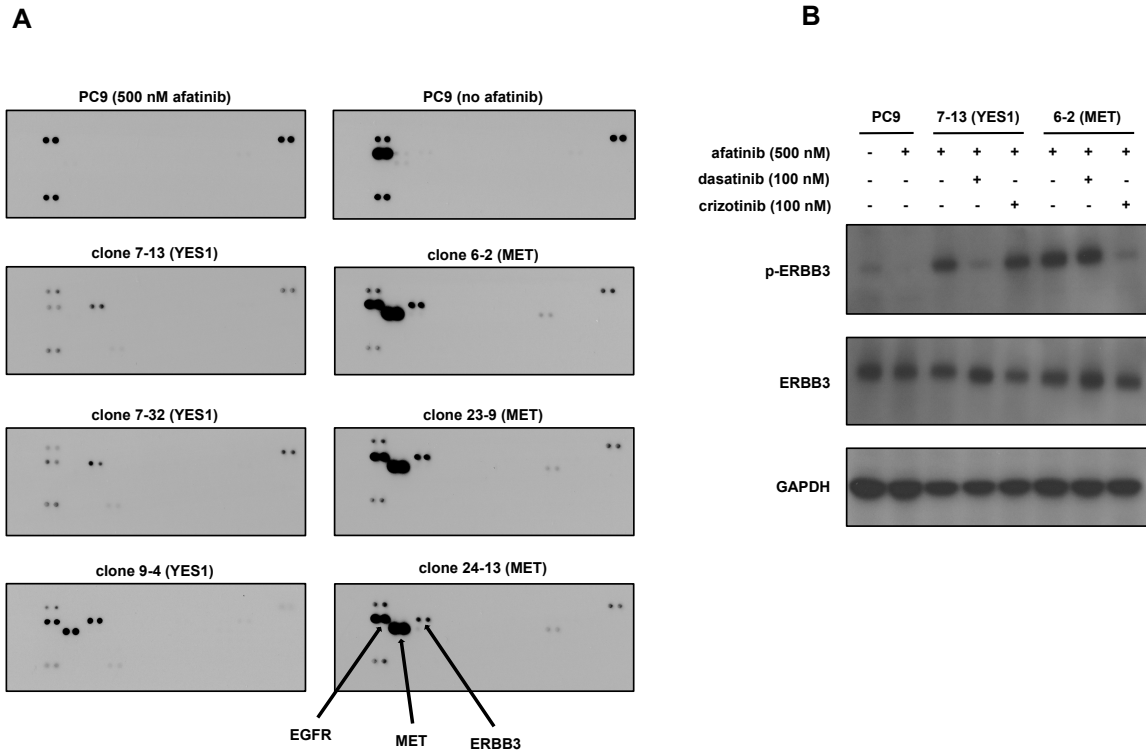 A
PC9 (500 nM afatinib)
PC9 (no afatinib)
clone 7-13 (YES1)
clone 6-2 (MET)
clone 7-32 (YES1)
clone 23-9 (MET)
clone 9-4 (YES1)
clone 24-13 (MET)
EGFR
MET
ERBB3
B
PC9 7-13 (YES1) 6-2 (MET)
afatinib (500 nM) - + + + + + + +
dasatinib (100 nM) - - - + - - + -
crizotinib (100 nM) - - - - + - - +
p-ERBB3
ERBB3
GAPDH